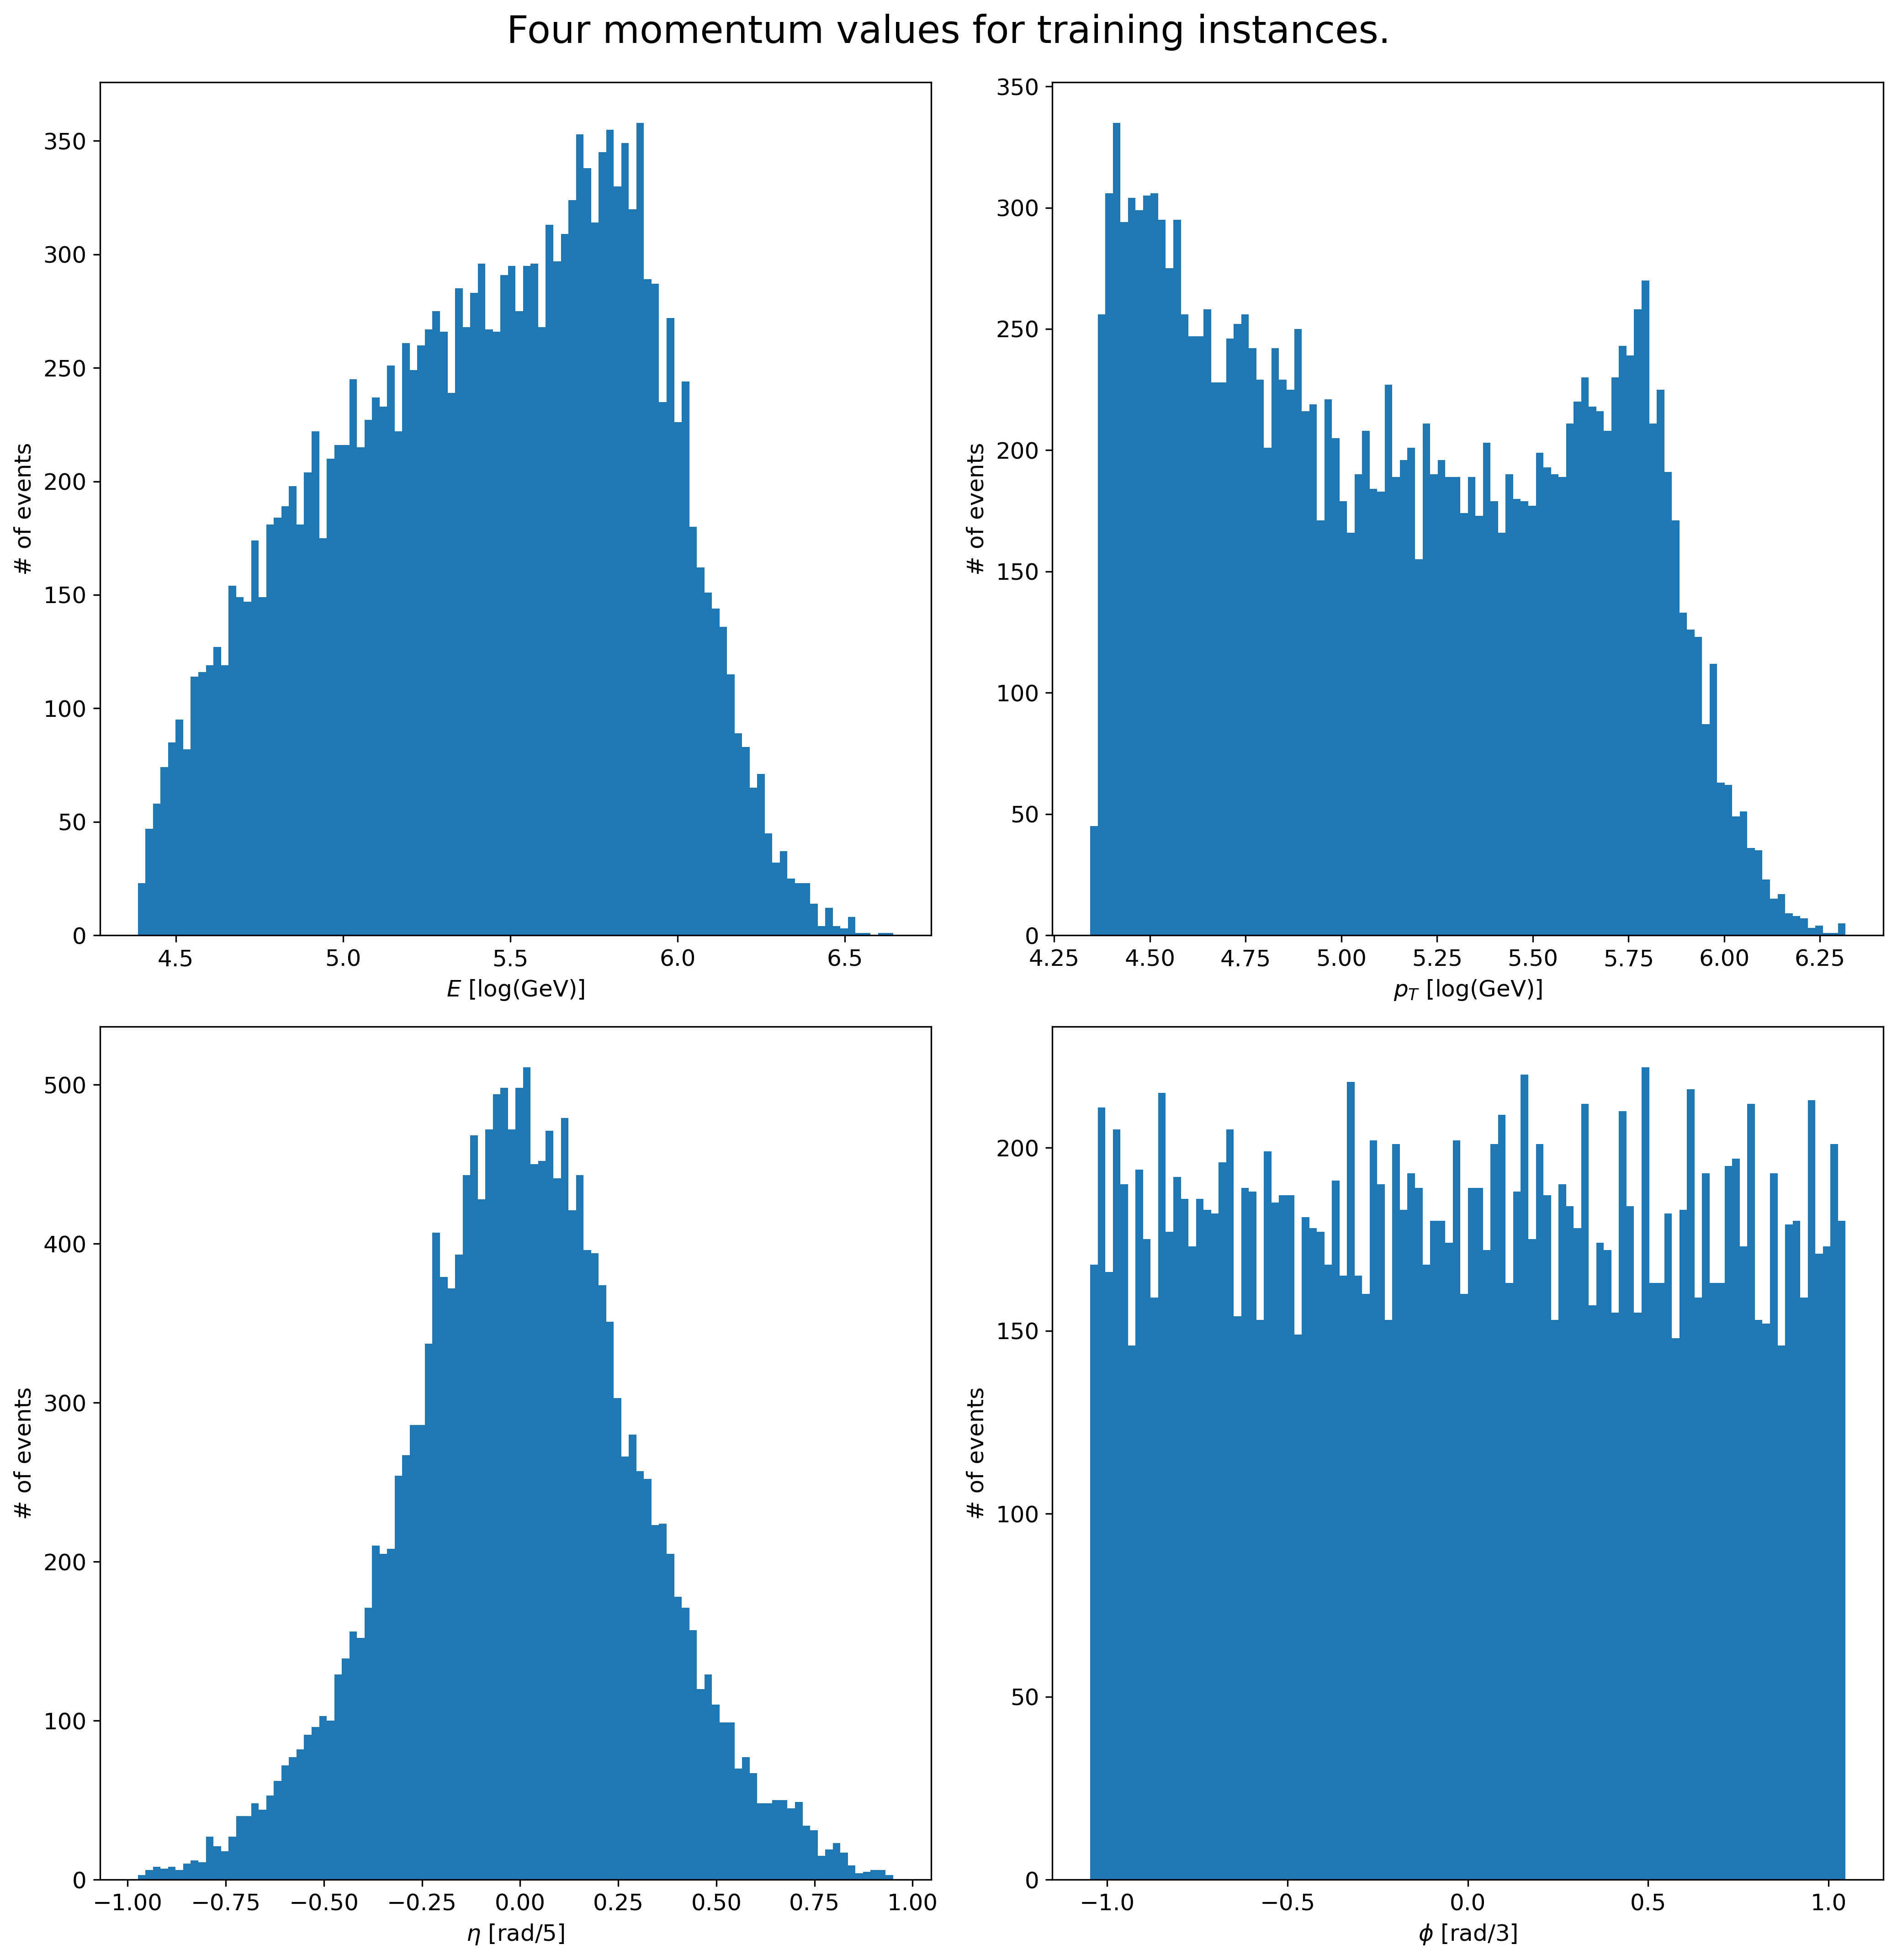 Four momentum values for training instances.
# of events
350
300
250
200
150
100
50
0
4.5 5.0 5.5 6.0 6.5
E [log(GeV)]
# of events
350
300
250
200
150
100
50
0
4.25 4.50 4.75 5.00 5.25 5.50 5.75 6.00 6.25
p_T [log(GeV)]
# of events
500
400
300
200
100
0
−1.00 −0.75 −0.50 −0.25 0.00 0.25 0.50 0.75 1.00
η [rad/5]
# of events
200
150
100
50
0
−1.0 −0.5 0.0 0.5 1.0
ϕ [rad/3]